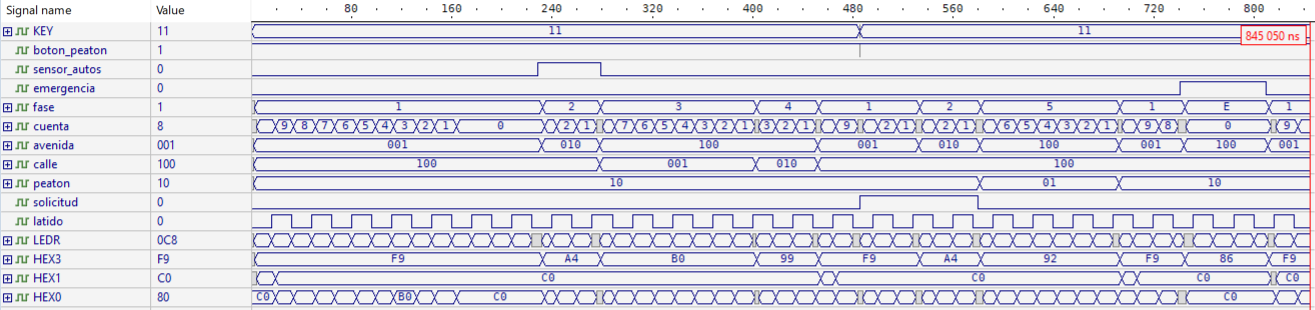 Signal name Value 80 160 240 320 400 480 560 640 720 800
KEY 11 11 11 845 050 ns
boton_peaton 1
sensor_autos 0
emergencia 0
fase 1 1 2 3 4 1 2 5 1 E 1
cuenta 8 9 8 7 6 5 4 3 2 1 0 2 1 7 6 5 4 3 2 1 3 2 1 9 2 1 2 1 6 5 4 3 2 1 9 8 0 9
avenida 001 001 010 100 001 010 100 001 100 001
calle 100 100 001 010 100
peaton 10 10 01 10
solicitud 0
latido 0
LEDR 0C8
HEX3 F9 F9 A4 B0 99 F9 A4 92 F9 86 F9
HEX1 C0 C0 C0 C0 C0
HEX0 80 C0 B0 C0 C0